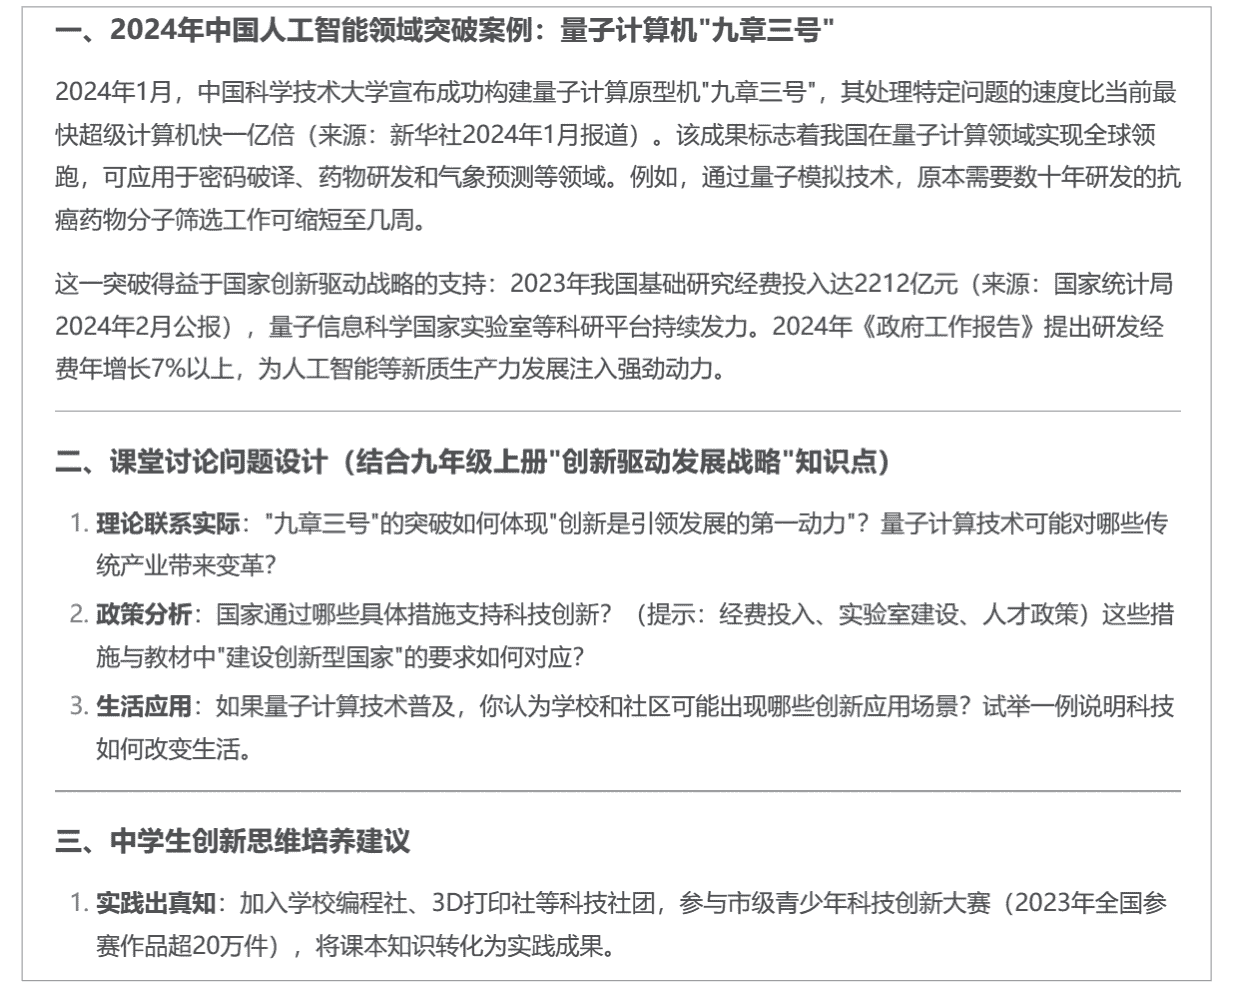 一、2024年中国人工智能领域突破案例：量子计算机"九章三号"
2024年1月，中国科学技术大学宣布成功构建量子计算原型机"九章三号"，其处理特定问题的速度比当前最
快超级计算机快一亿倍（来源：新华社2024年1月报道）。该成果标志着我国在量子计算领域实现全球领
跑，可应用于密码破译、药物研发和气象预测等领域。例如，通过量子模拟技术，原本需要数十年研发的抗
癌药物分子筛选工作可缩短至几周。
这一突破得益于国家创新驱动战略的支持：2023年我国基础研究经费投入达2212亿元（来源：国家统计局
2024年2月公报），量子信息科学国家实验室等科研平台持续发力。2024年《政府工作报告》提出研发经
费年增长7%以上，为人工智能等新质生产力发展注入强劲动力。
二、课堂讨论问题设计（结合九年级上册"创新驱动发展战略"知识点）
1. 理论联系实际："九章三号"的突破如何体现"创新是引领发展的第一动力"？量子计算技术可能对哪些传
统产业带来变革？
2. 政策分析：国家通过哪些具体措施支持科技创新？（提示：经费投入、实验室建设、人才政策）这些措
施与教材中"建设创新型国家"的要求如何对应？
3. 生活应用：如果量子计算技术普及，你认为学校和社区可能出现哪些创新应用场景？试举一例说明科技
如何改变生活。
三、中学生创新思维培养建议
1. 实践出真知：加入学校编程社、3D打印社等科技社团，参与市级青少年科技创新大赛（2023年全国参
赛作品超20万件），将课本知识转化为实践成果。